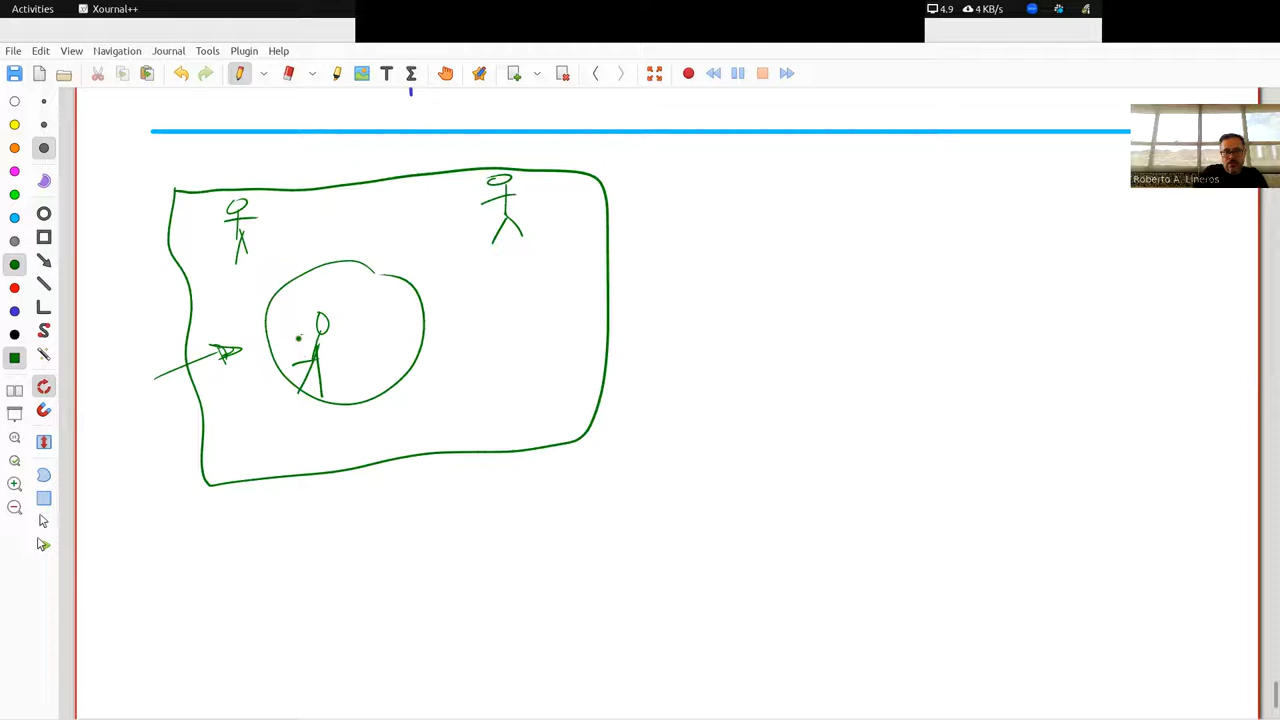 Activities Xournal++ 4.9 4 KB/s
File Edit View Navigation Journal Tools Plugin Help
Roberto A. Lineros